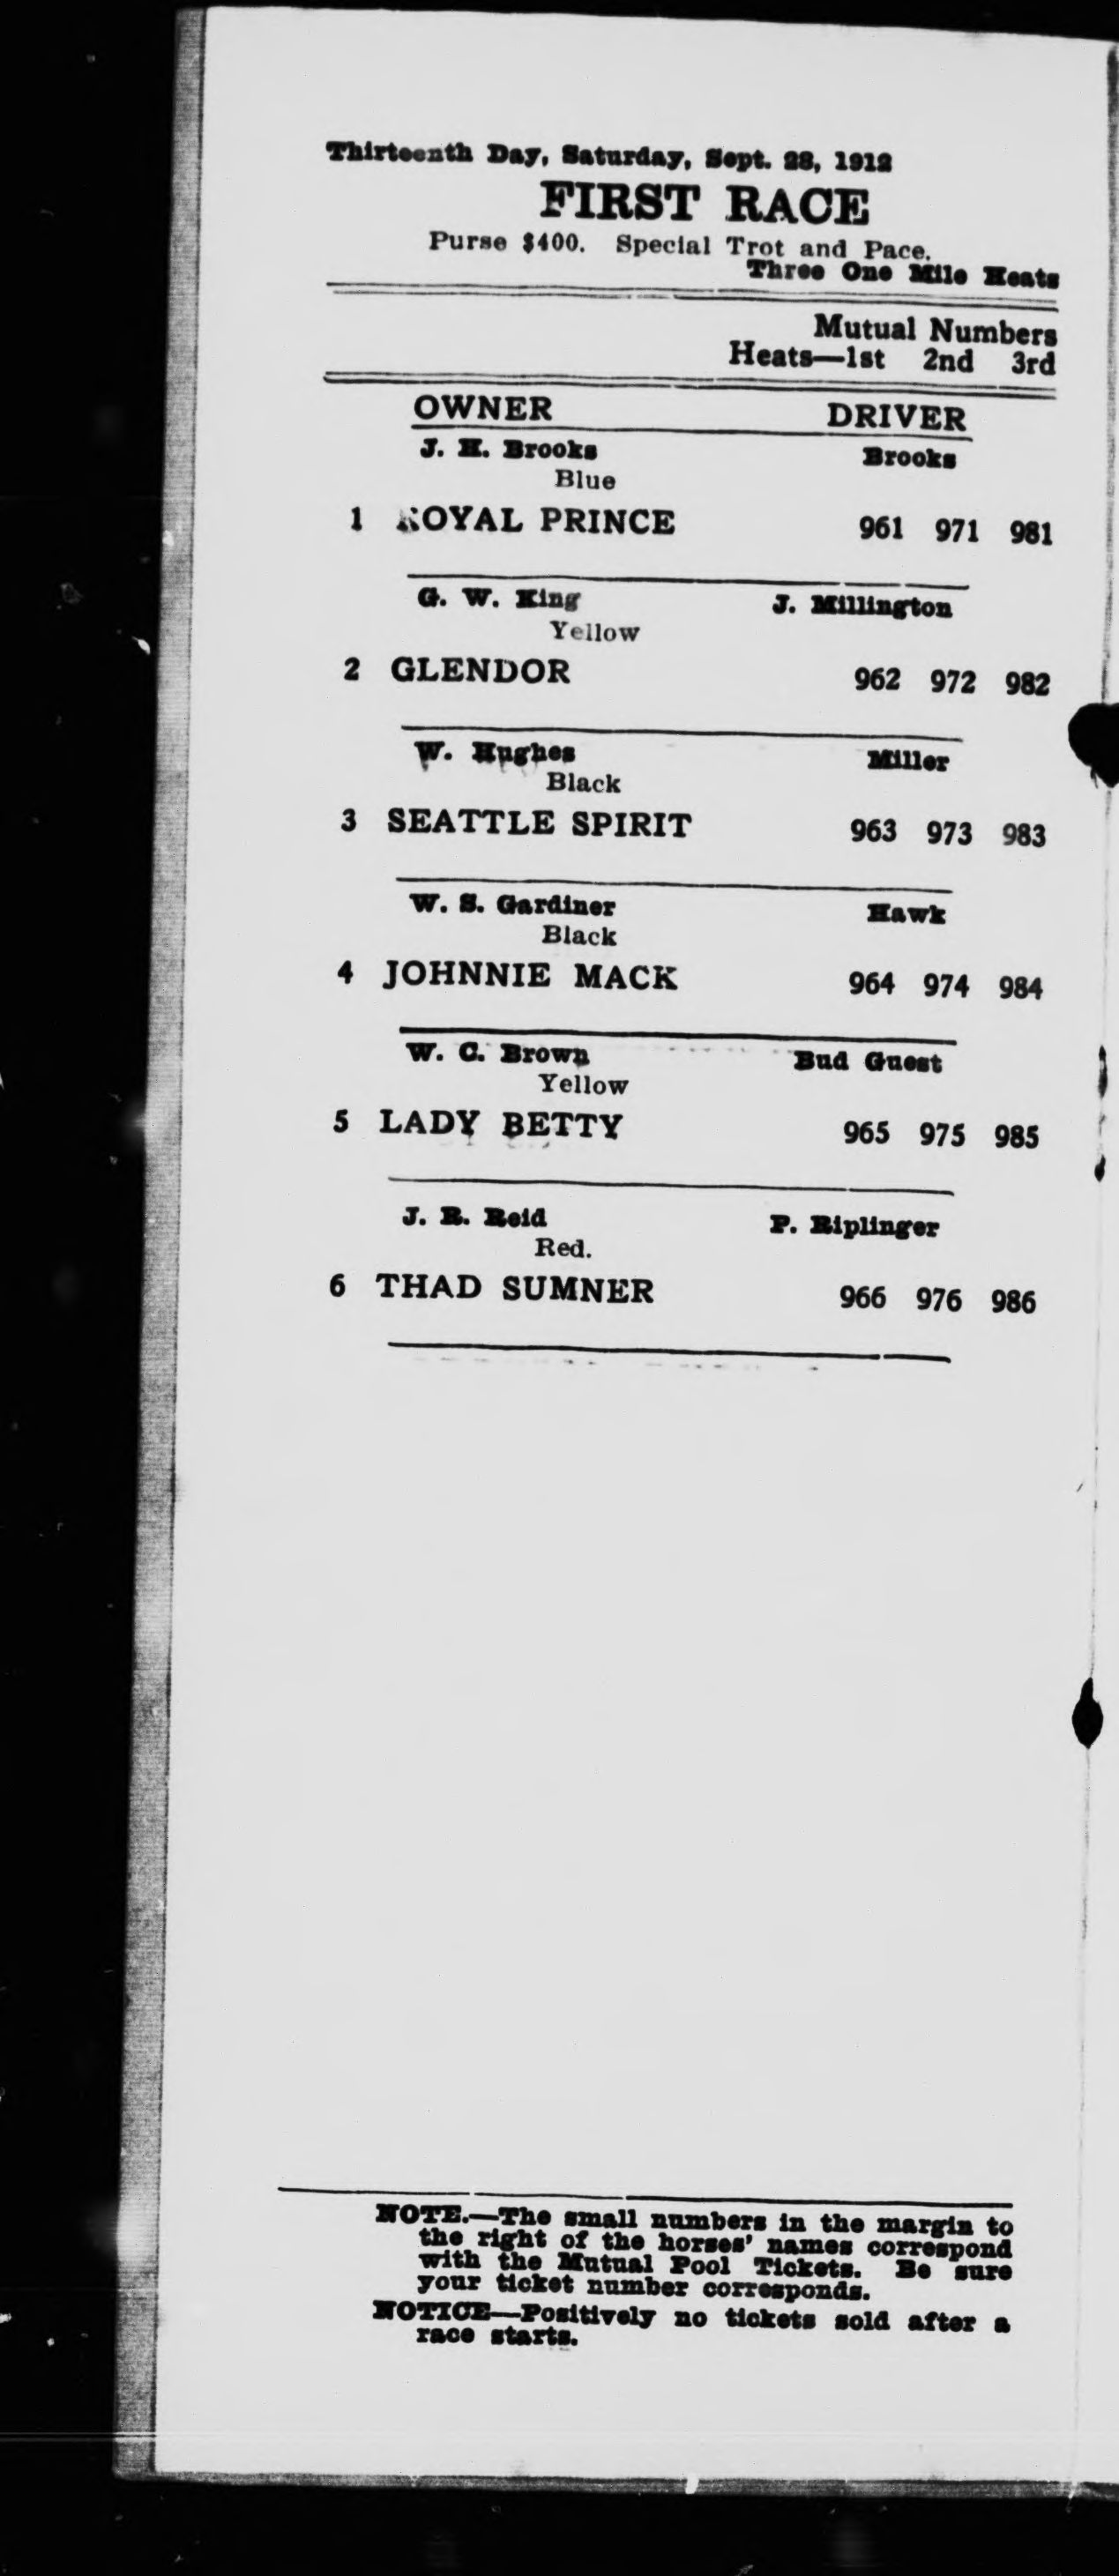 Thirteenth Day, Saturday, Sept. 28, 1912
FIRST RACE
Purse $400. Special Trot and Pace.
Three One Mile Heats
Mutual Numbers
Heats—1st 2nd 3rd
OWNER DRIVER
J. H. Brooks Brooks
Blue
1 ROYAL PRINCE 961 971 981
G. W. King J. Millington
Yellow
2 GLENDOR 962 972 982
W. Hughes Miller
Black
3 SEATTLE SPIRIT 963 973 983
W. S. Gardiner Hawk
Black
4 JOHNNIE MACK 964 974 984
W. C. Brown Bud Guest
Yellow
5 LADY BETTY 965 975 985
J. R. Reid P. Riplinger
Red.
6 THAD SUMNER 966 976 986
NOTE.—The small numbers in the margin to
the right of the horses' names correspond
with the Mutual Pool Tickets. Be sure
your ticket number corresponds.
NOTICE—Positively no tickets sold after a
race starts.